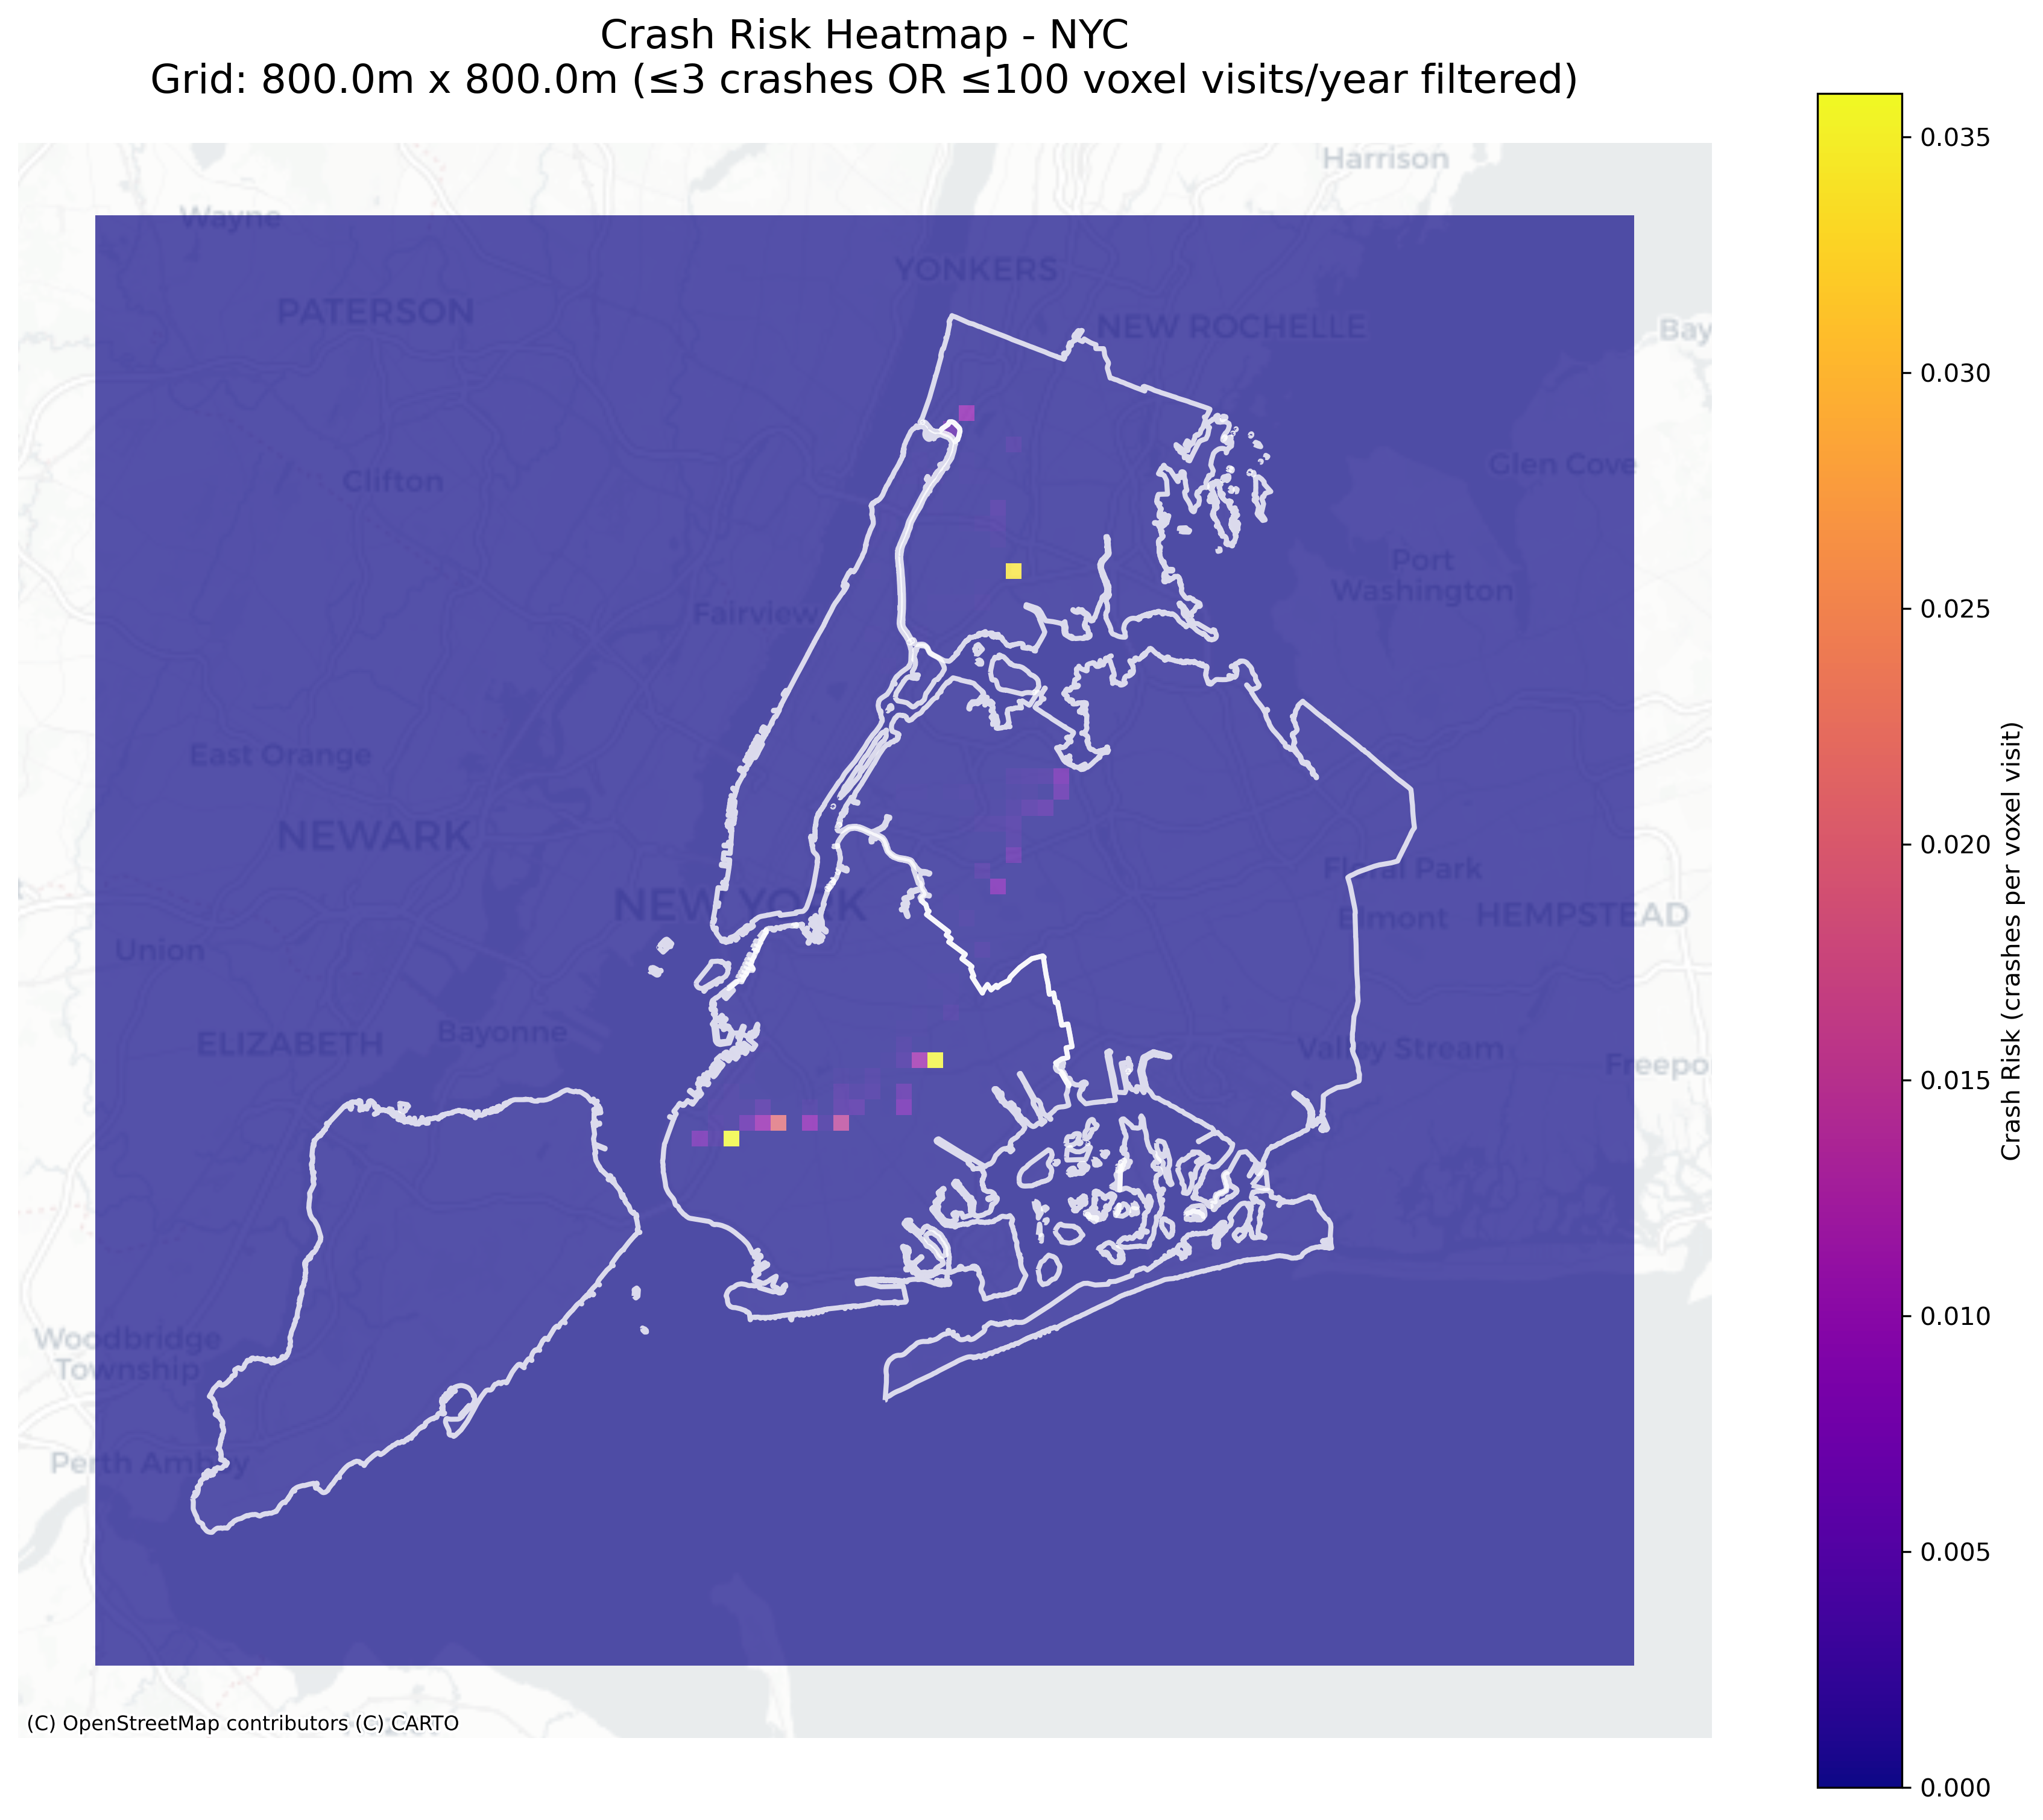 Crash Risk Heatmap - NYC
Grid: 800.0m x 800.0m (≤3 crashes OR ≤100 voxel visits/year filtered)
Harrison
Wayne
YONKERS
PATERSON
NEW ROCHELLE
Bay
Clifton
Glen Cove
Port
Washington
Fairview
East Orange
NEWARK
Floral Park
NEW YORK
Elmont
HEMPSTEAD
Union
Bayonne
ELIZABETH
Valley Stream
Freepo
Woodbridge
Township
Perth Amboy
(C) OpenStreetMap contributors (C) CARTO
0.035
0.030
0.025
0.020
0.015
0.010
0.005
0.000
Crash Risk (crashes per voxel visit)